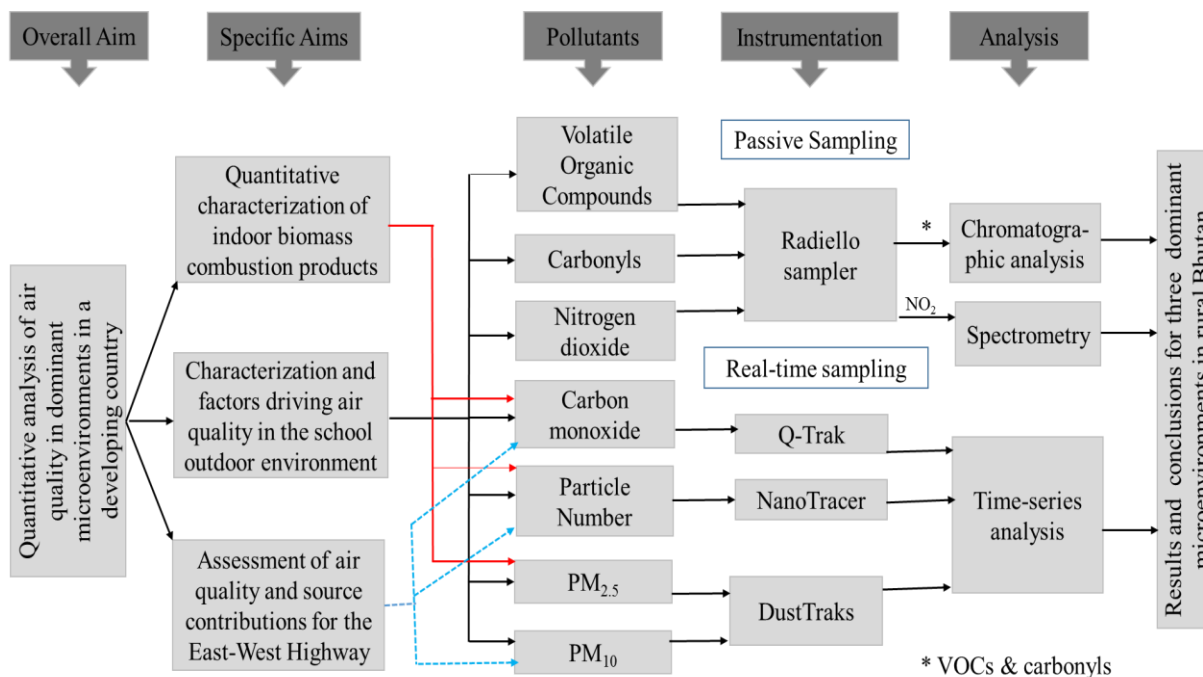 Overall Aim
Specific Aims
Pollutants
Instrumentation
Analysis
Quantitative analysis of air
quality in dominant
microenvironments in a
developing country
Quantitative
characterization of
indoor biomass
combustion products
Characterization and
factors driving air
quality in the school
outdoor environment
Assessment of air
quality and source
contributions for the
East-West Highway
Volatile
Organic
Compounds
Carbonyls
Nitrogen
dioxide
Carbon
monoxide
Particle
Number
PM2.5
PM10
Passive Sampling
Radiello
sampler
Real-time sampling
Q-Trak
NanoTracer
DustTraks
*
NO2
Chromatogra-
phic analysis
Spectrometry
Time-series
analysis
Results and conclusions for three dominant
microenvironments in rural Bhutan
* VOCs & carbonyls